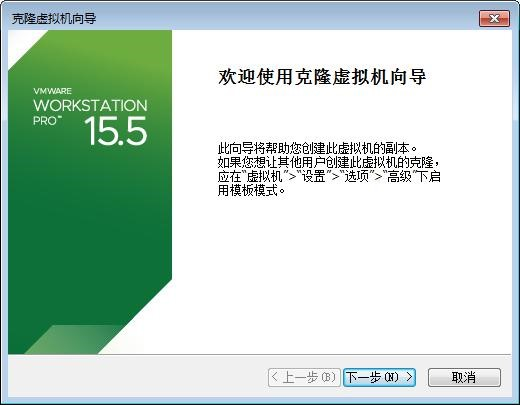 克隆虚拟机向导
VMWARE
WORKSTATION
PRO™
15.5
欢迎使用克隆虚拟机向导
此向导将帮助您创建此虚拟机的副本。
如果您想让其他用户创建此虚拟机的克隆，
应在“虚拟机”>“设置”>“选项”>“高级”下启
用模板模式。
< 上一步(B)
下一步(N) >
取消